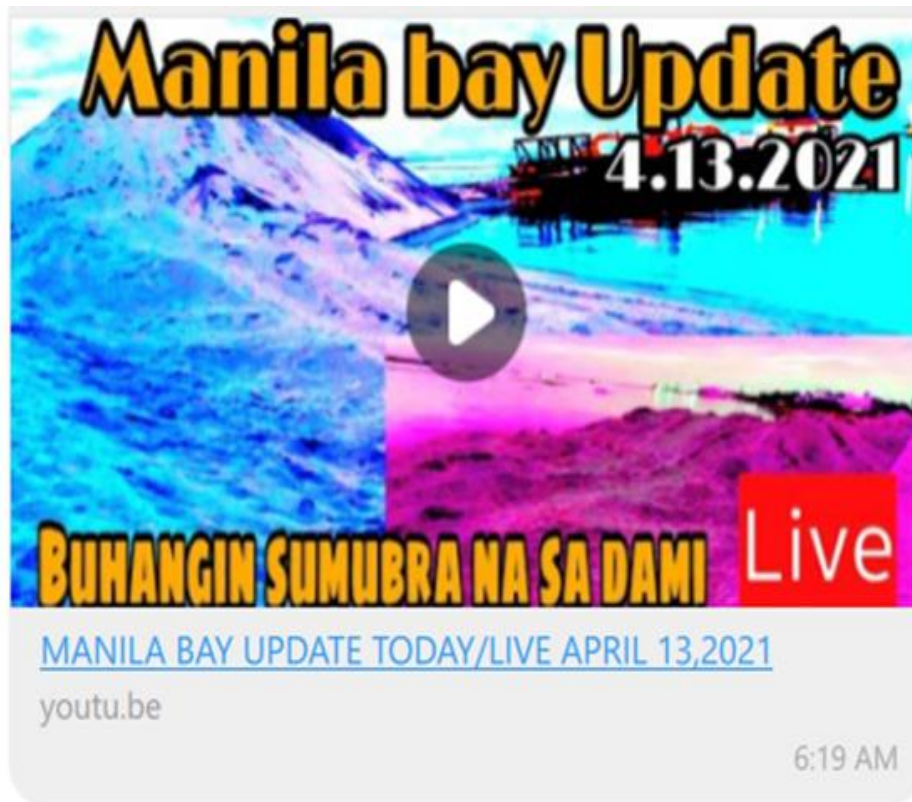 Manila bay Update
4.13.2021
BUHANGIN SUMUBRA NA SA DAMI
Live
MANILA BAY UPDATE TODAY/LIVE APRIL 13,2021
youtu.be
6:19 AM